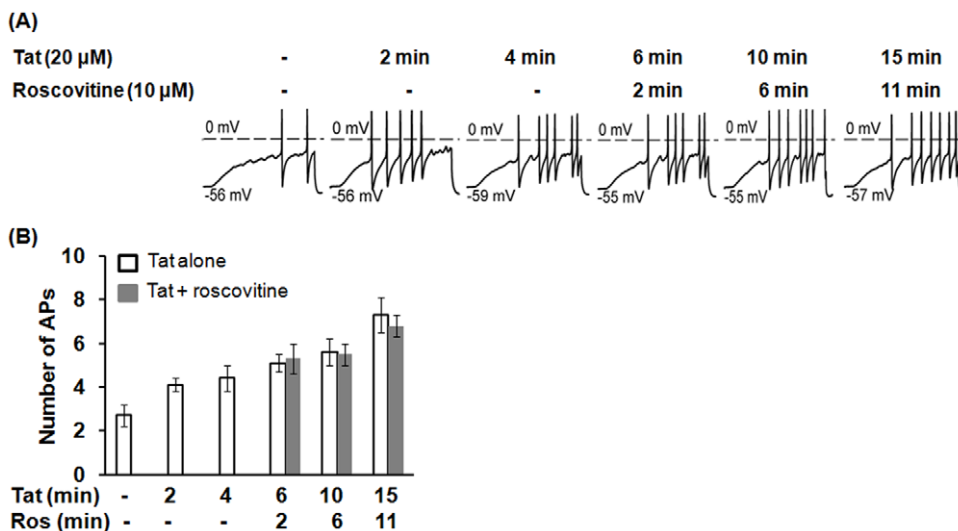 (A)
Tat (20 µM) - 2 min 4 min 6 min 10 min 15 min
Roscovitine (10 µM) - - - 2 min 6 min 11 min
0 mV 0 mV 0 mV 0 mV 0 mV 0 mV
-56 mV -56 mV -59 mV -55 mV -55 mV -57 mV
(B)
10
8
6
4
2
0
Number of APs
Tat alone
Tat + roscovitine
Tat (min) - 2 4 6 10 15
Ros (min) - - - 2 6 11